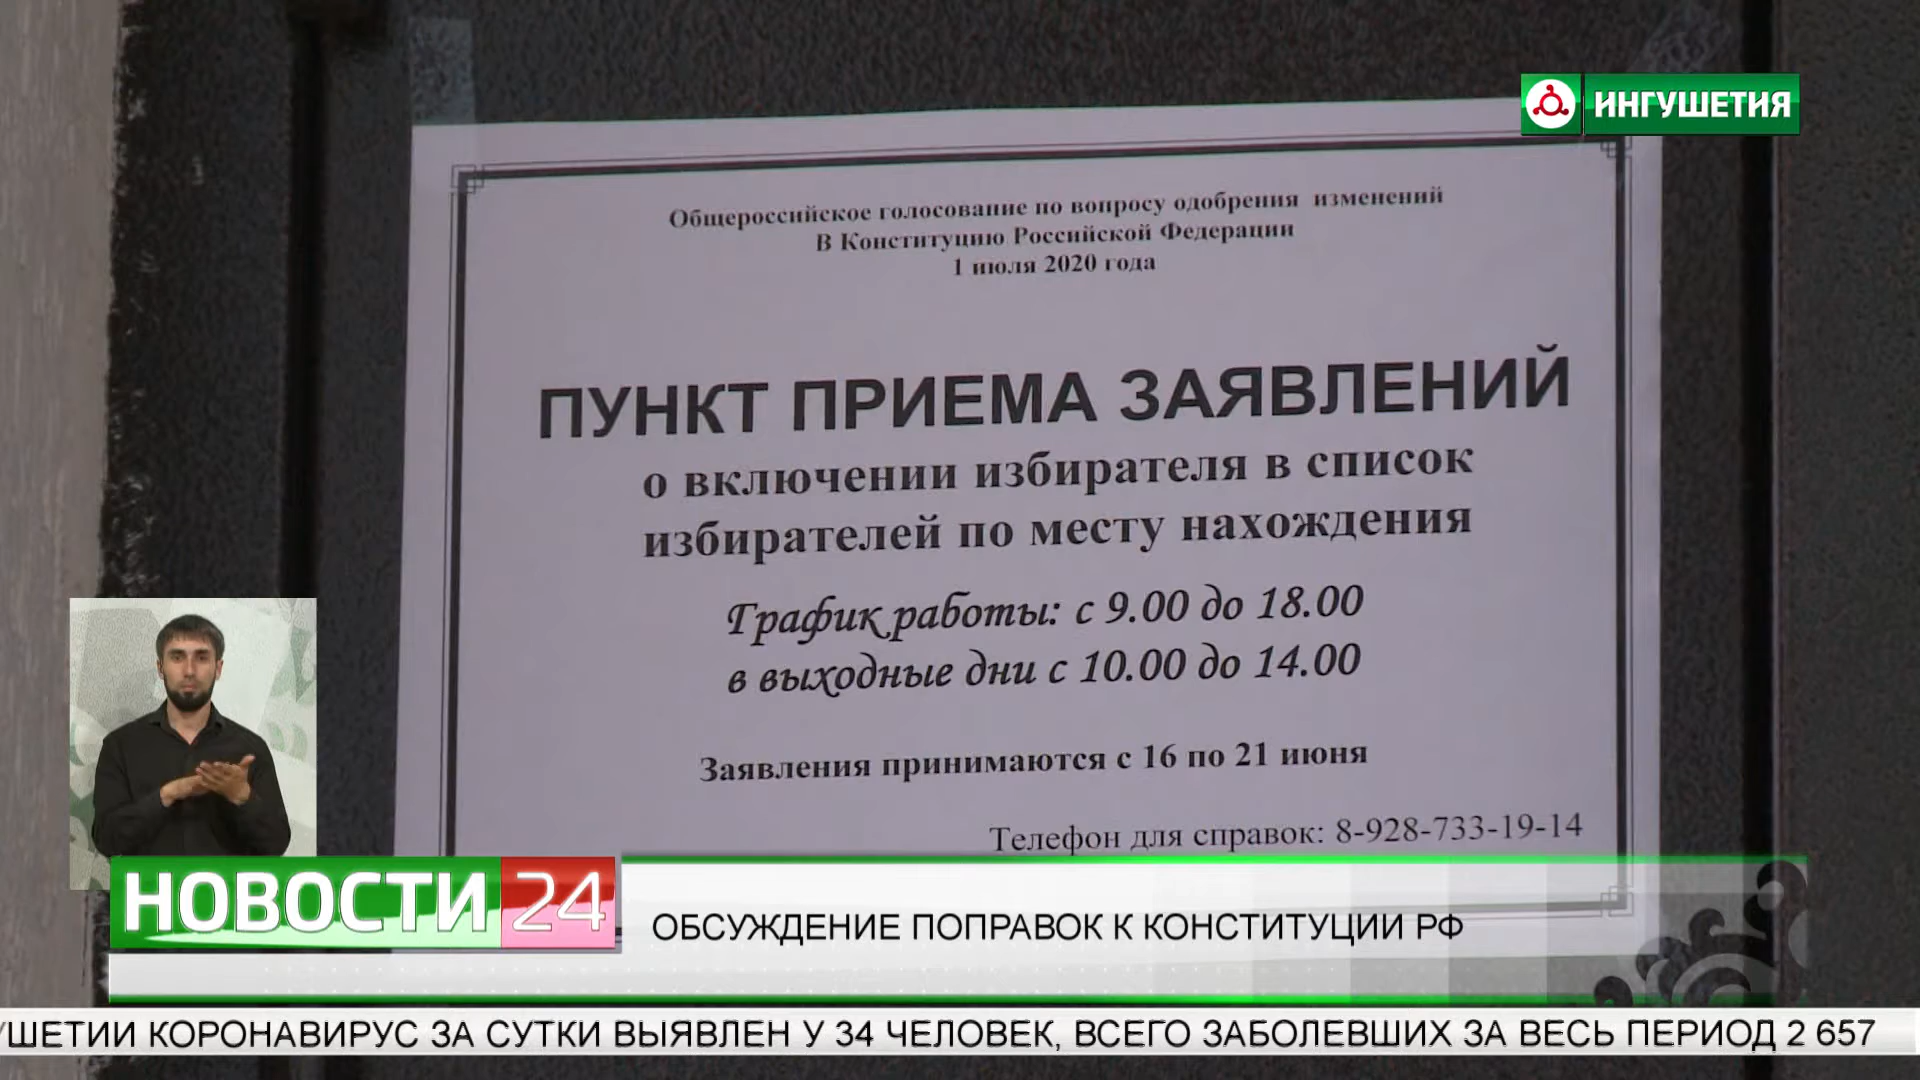 ИНГУШЕТИЯ
Общероссийское голосование по вопросу одобрения изменений
В Конституцию Российской Федерации
1 июля 2020 года
ПУНКТ ПРИЕМА ЗАЯВЛЕНИЙ
о включении избирателя в список
избирателей по месту нахождения
График работы: с 9.00 до 18.00
в выходные дни с 10.00 до 14.00
Заявления принимаются с 16 по 21 июня
Телефон для справок: 8-928-733-19-14
НОВОСТИ 24
ОБСУЖДЕНИЕ ПОПРАВОК К КОНСТИТУЦИИ РФ
УШЕТИИ КОРОНАВИРУС ЗА СУТКИ ВЫЯВЛЕН У 34 ЧЕЛОВЕК, ВСЕГО ЗАБОЛЕВШИХ ЗА ВЕСЬ ПЕРИОД 2 657